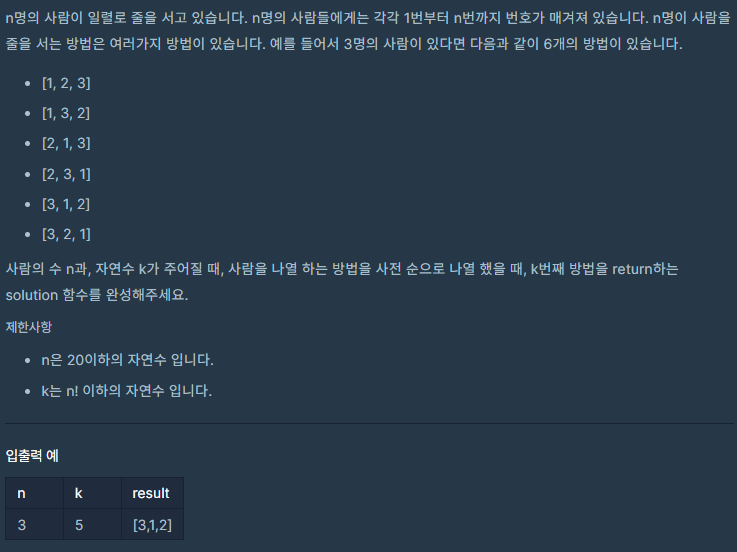 n명의 사람이 일렬로 줄을 서고 있습니다. n명의 사람들에게는 각각 1번부터 n번까지 번호가 매겨져 있습니다. n명이 사람을
줄을 서는 방법은 여러가지 방법이 있습니다. 예를 들어서 3명의 사람이 있다면 다음과 같이 6개의 방법이 있습니다.
• [1, 2, 3]
• [1, 3, 2]
• [2, 1, 3]
• [2, 3, 1]
• [3, 1, 2]
• [3, 2, 1]
사람의 수 n과, 자연수 k가 주어질 때, 사람을 나열 하는 방법을 사전 순으로 나열 했을 때, k번째 방법을 return하는
solution 함수를 완성해주세요.
제한사항
• n은 20이하의 자연수 입니다.
• k는 n! 이하의 자연수 입니다.
입출력 예
n k result
3 5 [3,1,2]